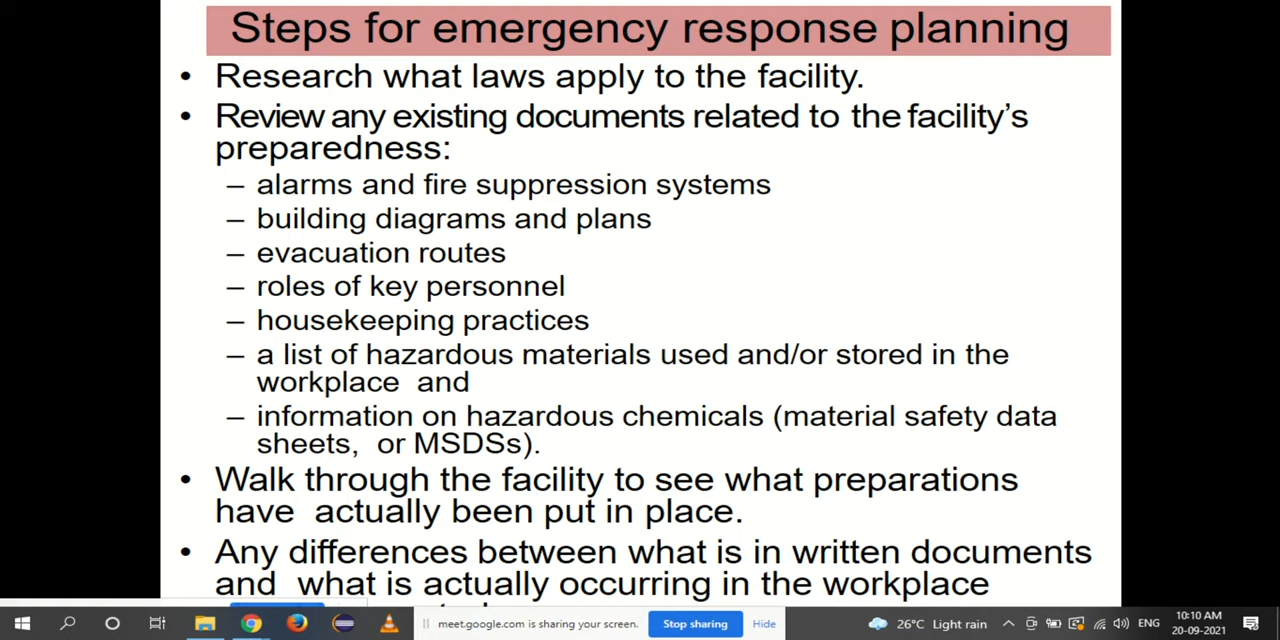 Steps for emergency response planning
• Research what laws apply to the facility.
• Review any existing documents related to the facility's
preparedness:
– alarms and fire suppression systems
– building diagrams and plans
– evacuation routes
– roles of key personnel
– housekeeping practices
– a list of hazardous materials used and/or stored in the
workplace and
– information on hazardous chemicals (material safety data
sheets, or MSDSs).
• Walk through the facility to see what preparations
have actually been put in place.
• Any differences between what is in written documents
and what is actually occurring in the workplace
meet.google.com is sharing your screen.
Stop sharing
Hide
26°C Light rain
ENG
10:10 AM
20-09-2021